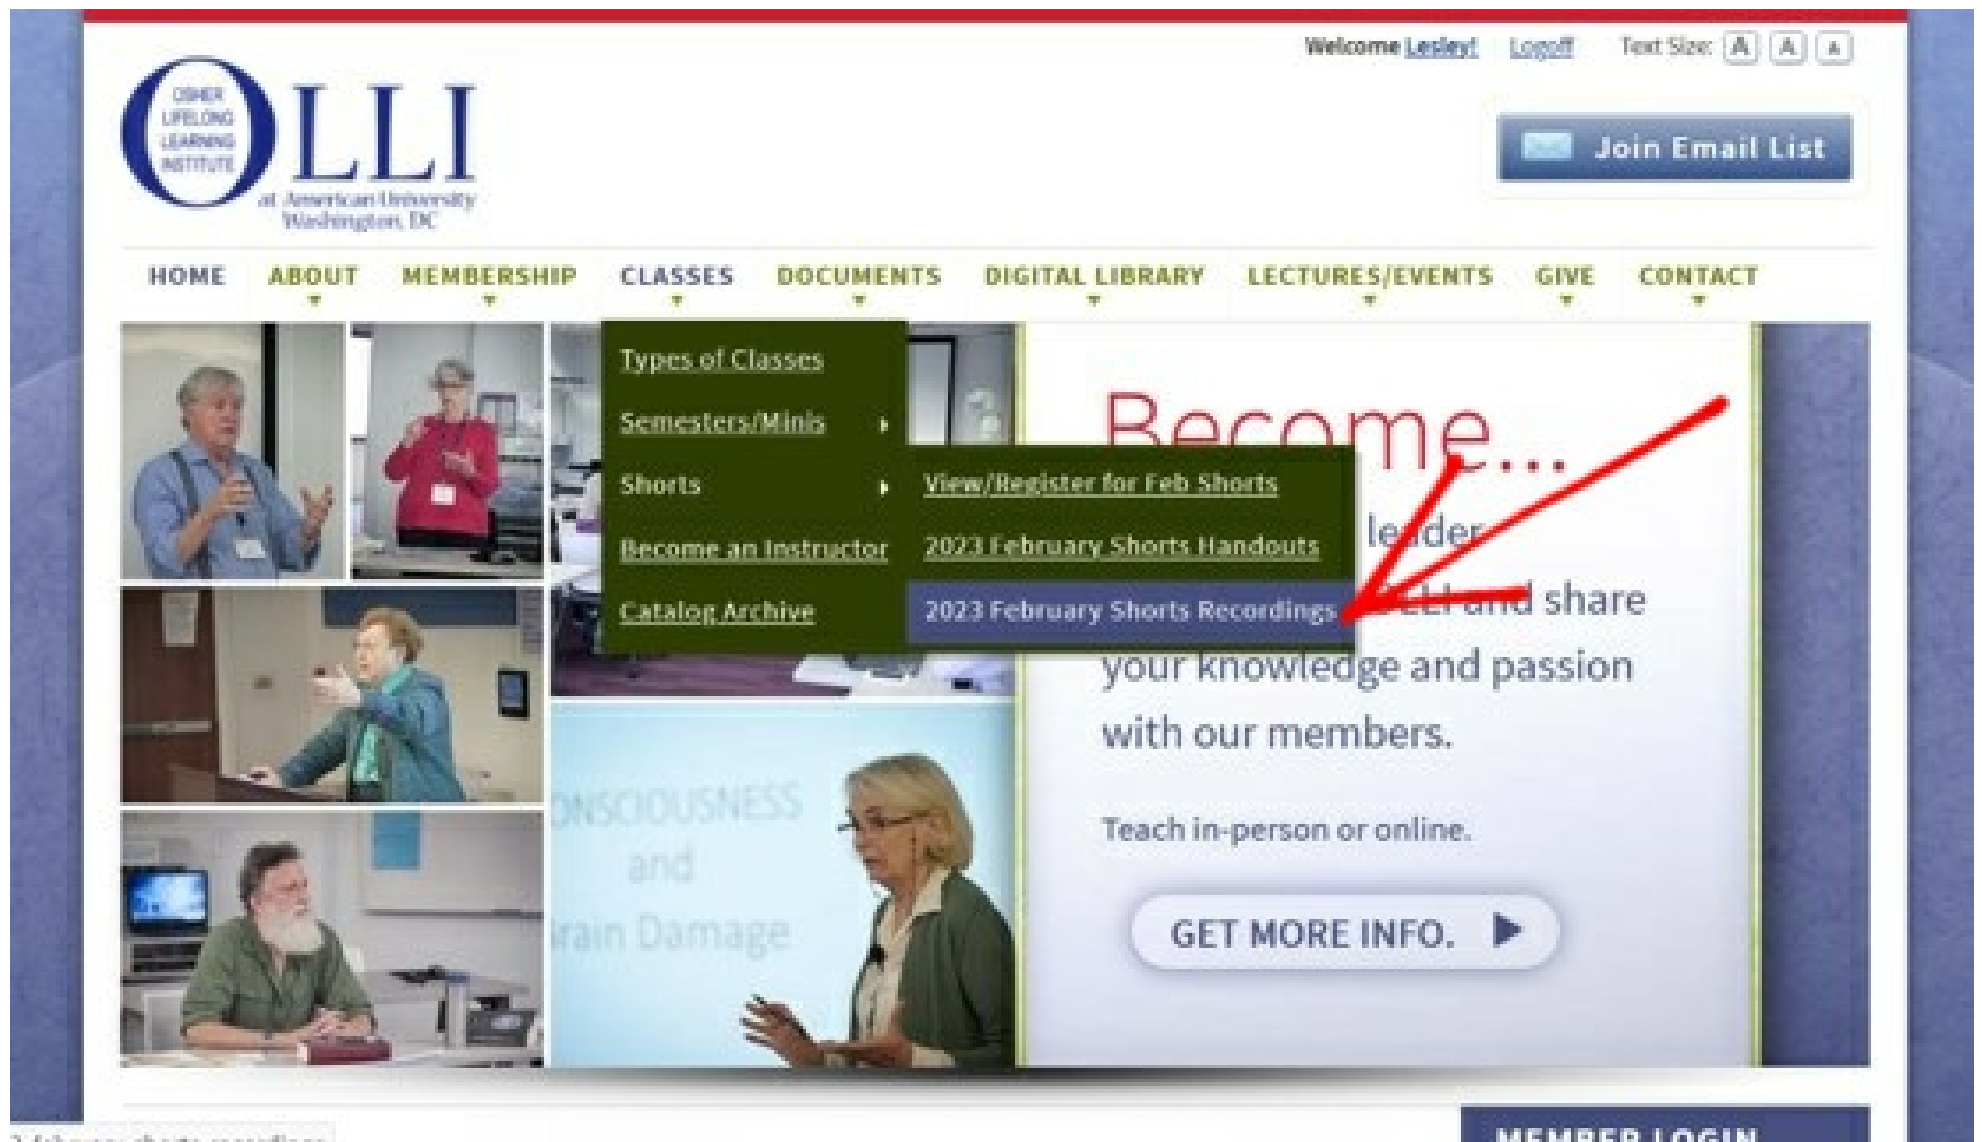 Welcome Lesley! Logoff Text Size: A A A
OSHER
LIFELONG
LEARNING
INSTITUTE
OLLI
at American University
Washington, DC
Join Email List
HOME ABOUT MEMBERSHIP CLASSES DOCUMENTS DIGITAL LIBRARY LECTURES/EVENTS GIVE CONTACT
Types of Classes
Semesters/Minis
Shorts
Become an Instructor
Catalog Archive
View/Register for Feb Shorts
2023 February Shorts Handouts
2023 February Shorts Recordings
Become...
leader
and share
your knowledge and passion
with our members.
Teach in-person or online.
GET MORE INFO.
ONSCIOUSNESS
and
rain Damage
MEMBER LOGIN
shorts recordings